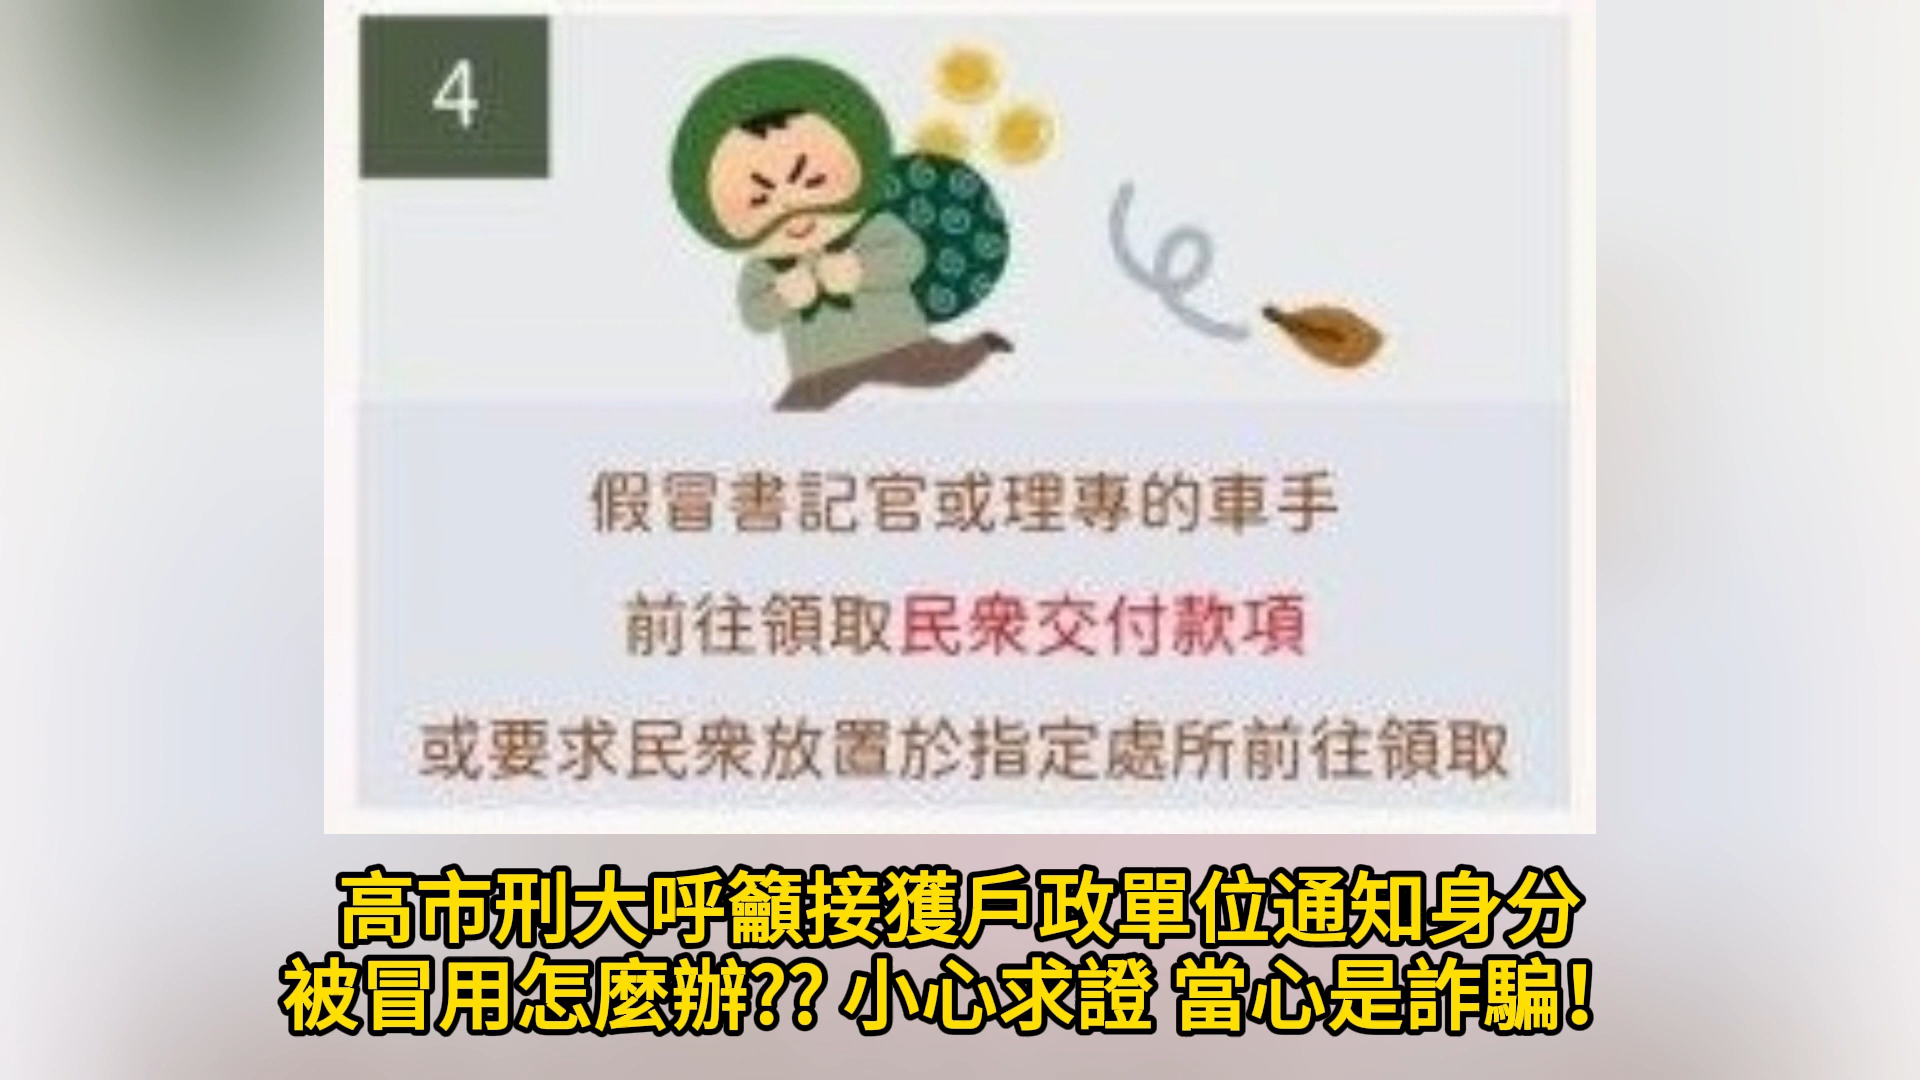 4
假冒書記官或理專的車手
前往領取民眾交付款項
或要求民眾放置於指定處所前往領取
高市刑大呼籲接獲戶政單位通知身分
被冒用怎麼辦?? 小心求證 當心是詐騙！